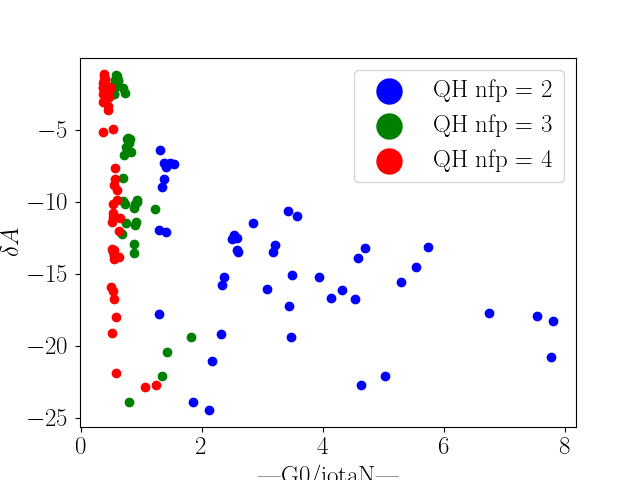 QH nfp = 2
QH nfp = 3
QH nfp = 4
−5
−10
−15
−20
−25
δA
0 2 4 6 8
—G0/iotaN—